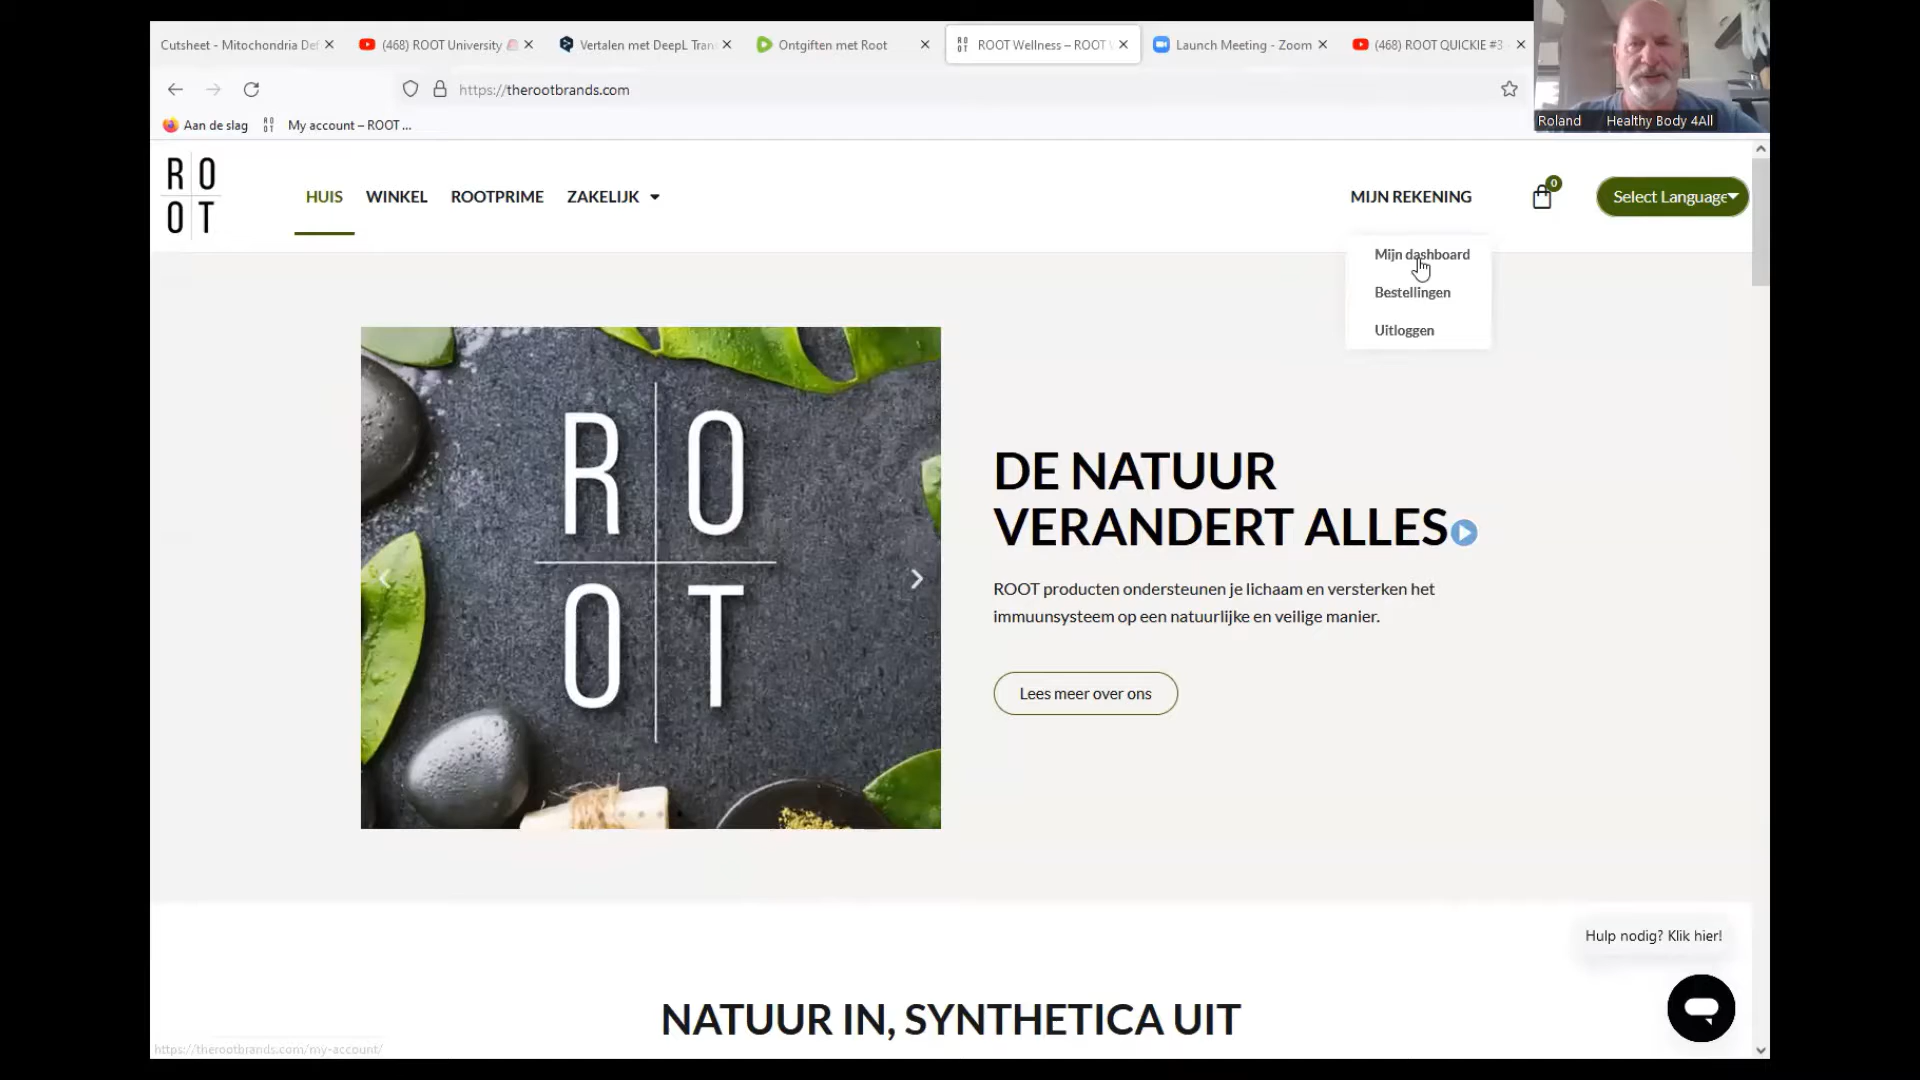 Cutsheet - Mitochondria Def
(468) ROOT University
Vertalen met DeepL Tran
Ontgiften met Root
ROOT Wellness – ROOT
Launch Meeting - Zoom
(468) ROOT QUICKIE #3
https://therootbrands.com
Aan de slag
My account – ROOT ...
Roland Healthy Body 4All
R O
O T
HUIS
WINKEL
ROOTPRIME
ZAKELIJK
MIJN REKENING
0
Select Language
Mijn dashboard
Bestellingen
Uitloggen
R O
O T
DE NATUUR
VERANDERT ALLES
ROOT producten ondersteunen je lichaam en versterken het
immuunsysteem op een natuurlijke en veilige manier.
Lees meer over ons
Hulp nodig? Klik hier!
NATUUR IN, SYNTHETICA UIT
https://therootbrands.com/my-account/